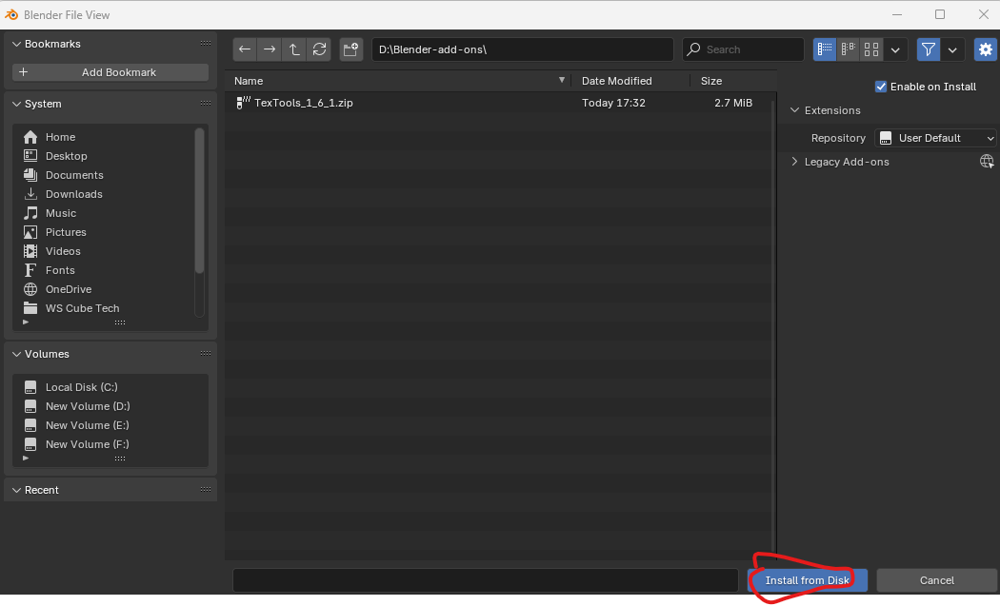 Blender File View
Bookmarks
Add Bookmark
System
Home
Desktop
Documents
Downloads
Music
Pictures
Videos
Fonts
OneDrive
WS Cube Tech
Volumes
Local Disk (C:)
New Volume (D:)
New Volume (E:)
New Volume (F:)
Recent
D:\Blender-add-ons\
Search
Name Date Modified Size
TexTools_1_6_1.zip Today 17:32 2.7 MiB
Enable on Install
Extensions
Repository User Default
Legacy Add-ons
Install from Disk Cancel